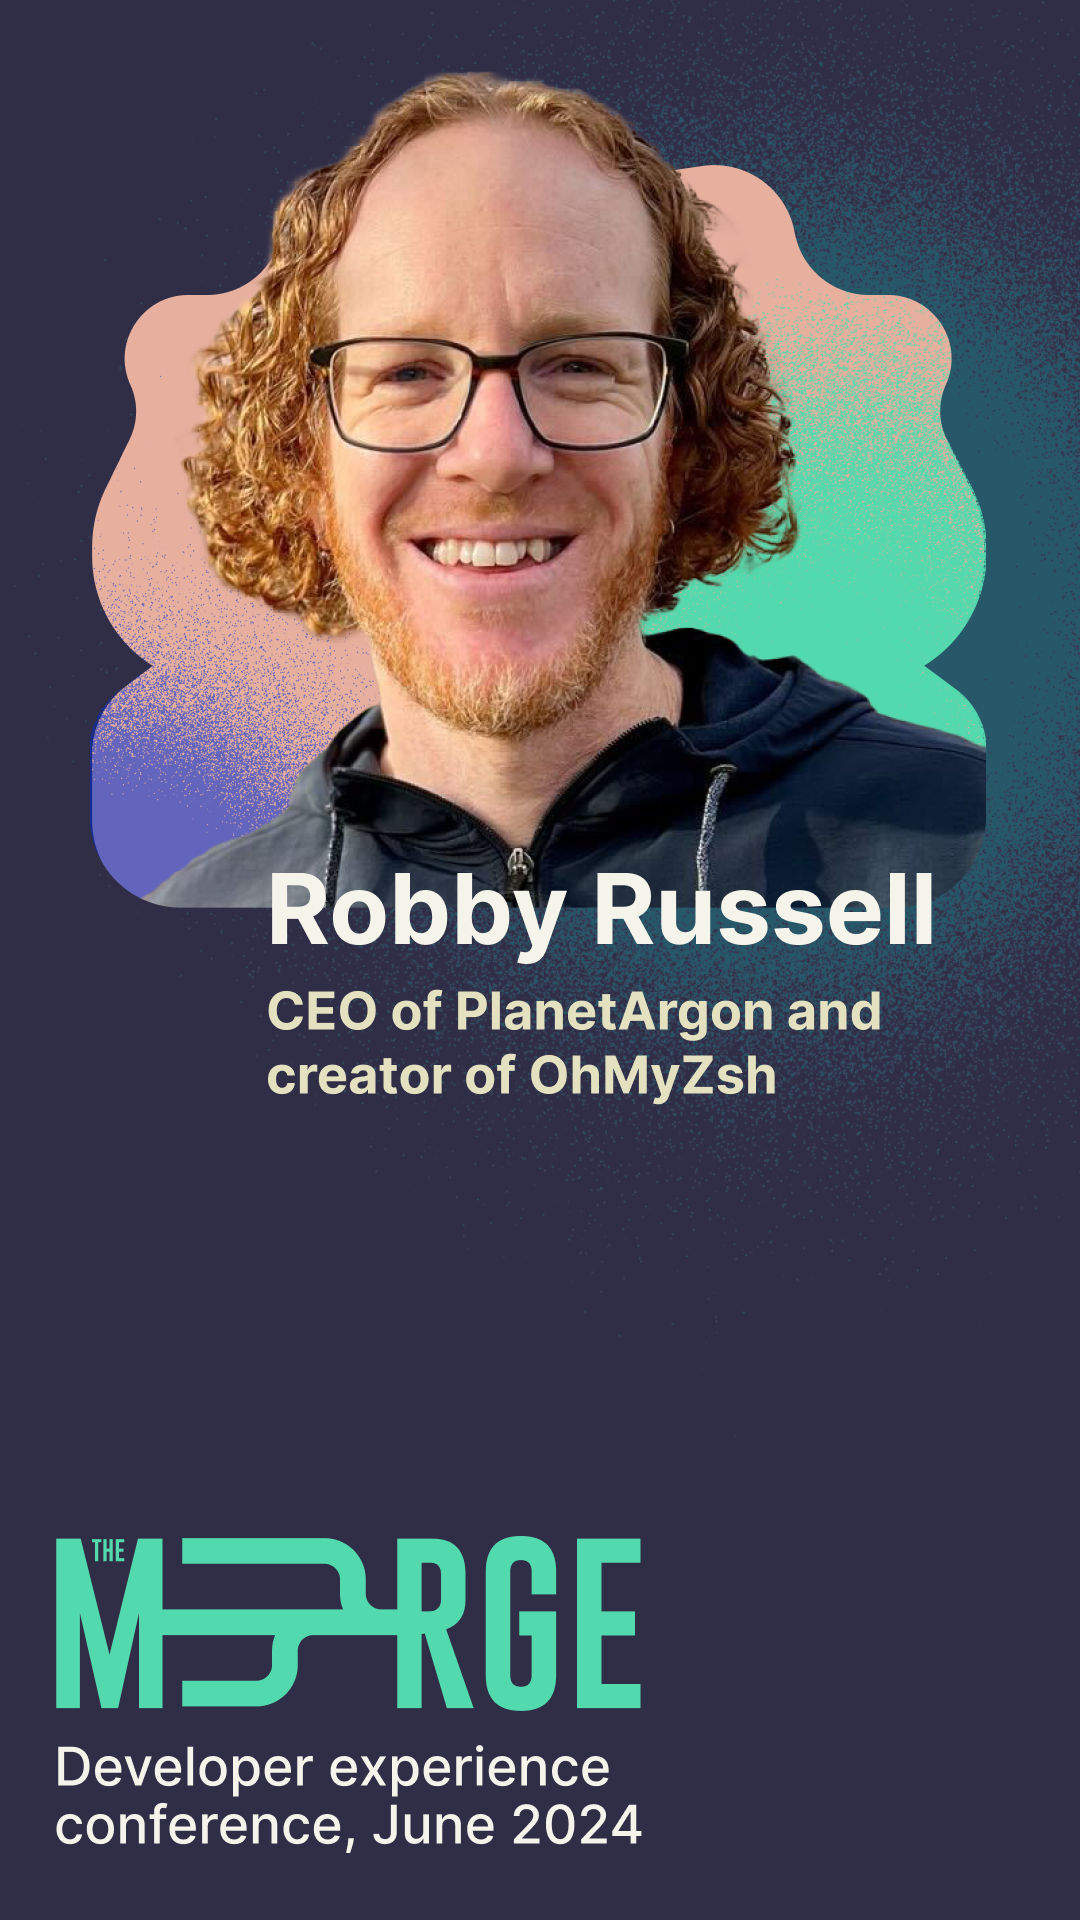 Robby Russell
CEO of PlanetArgon and
creator of OhMyZsh
THE
MERGE
Developer experience
conference, June 2024